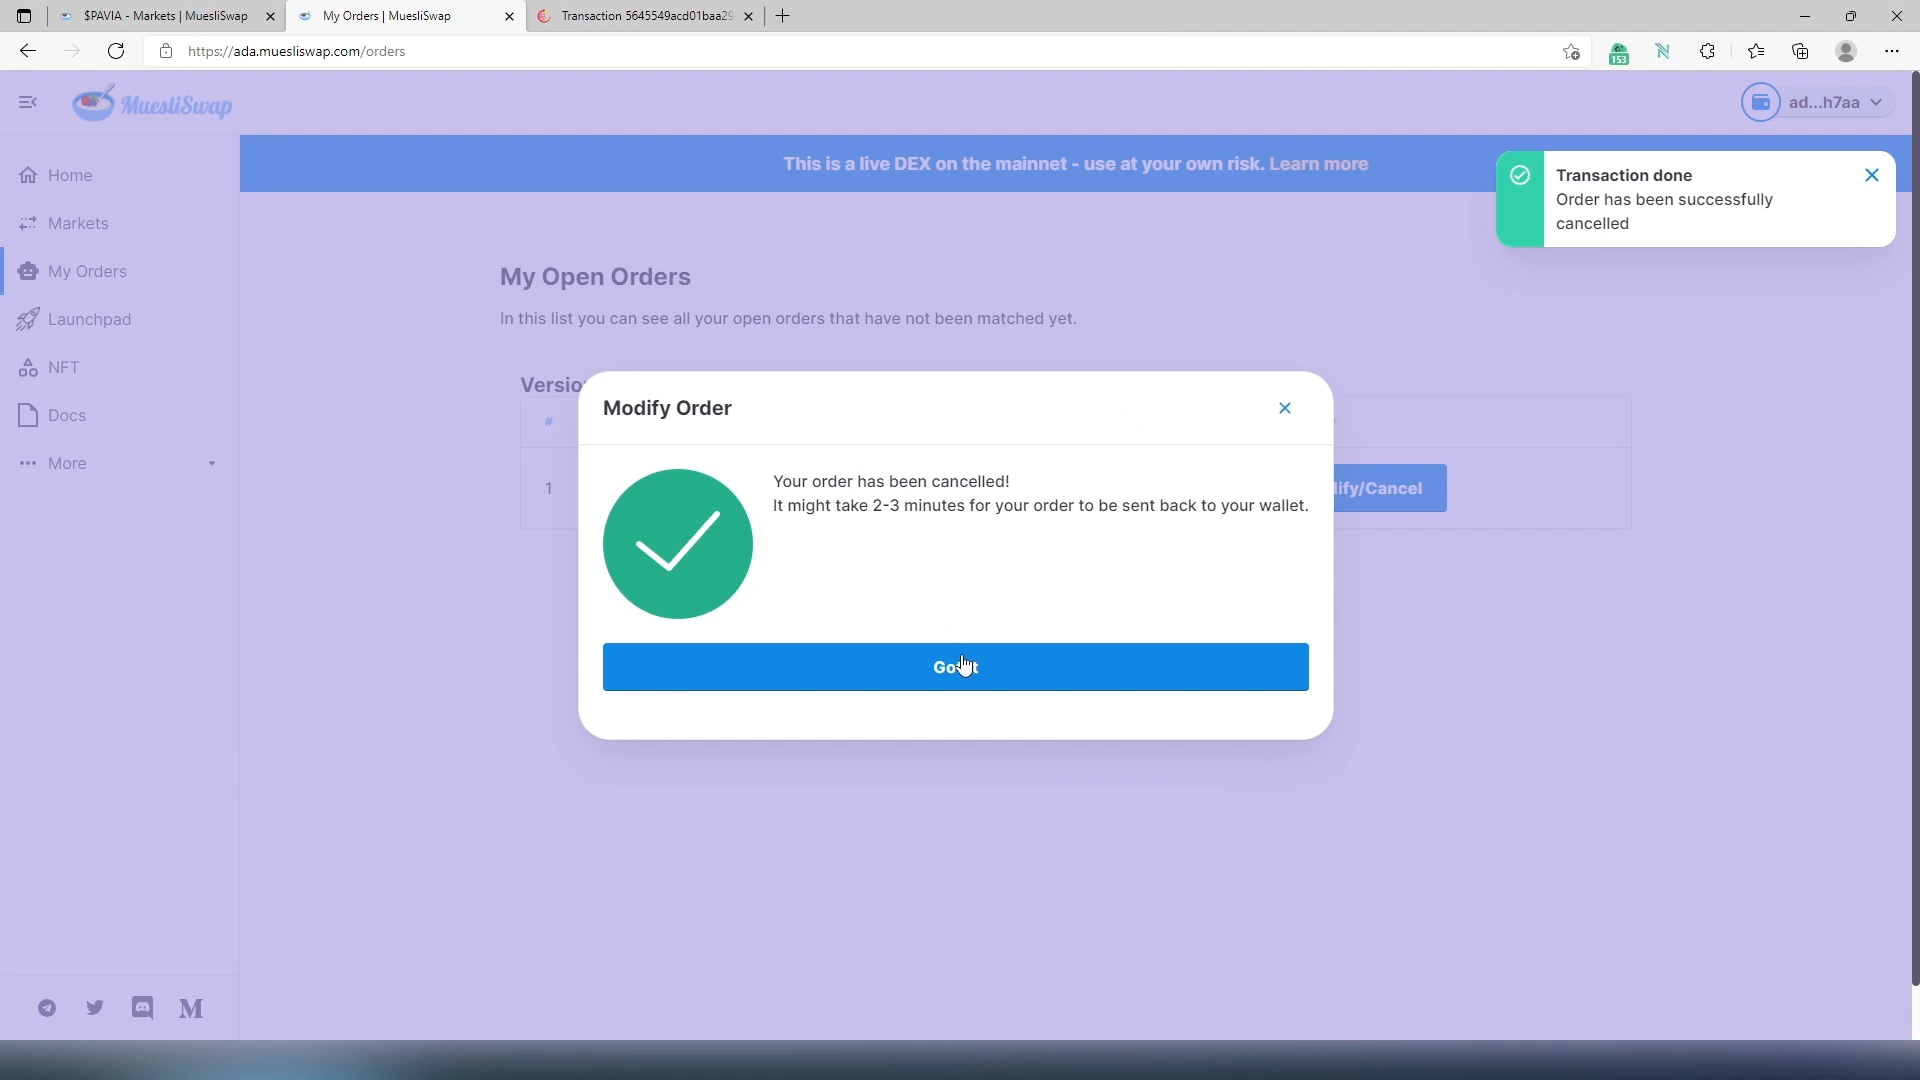 $PAVIA - Markets | MuesliSwap
My Orders | MuesliSwap
Transaction 5645549acd01baa29
https://ada.muesliswap.com/orders
153
MuesliSwap
ad...h7aa
This is a live DEX on the mainnet - use at your own risk. Learn more
Home
Markets
My Orders
Launchpad
NFT
Docs
More
Transaction done
Order has been successfully
cancelled
My Open Orders
In this list you can see all your open orders that have not been matched yet.
#
1
Modify Order
Your order has been cancelled!
It might take 2-3 minutes for your order to be sent back to your wallet.